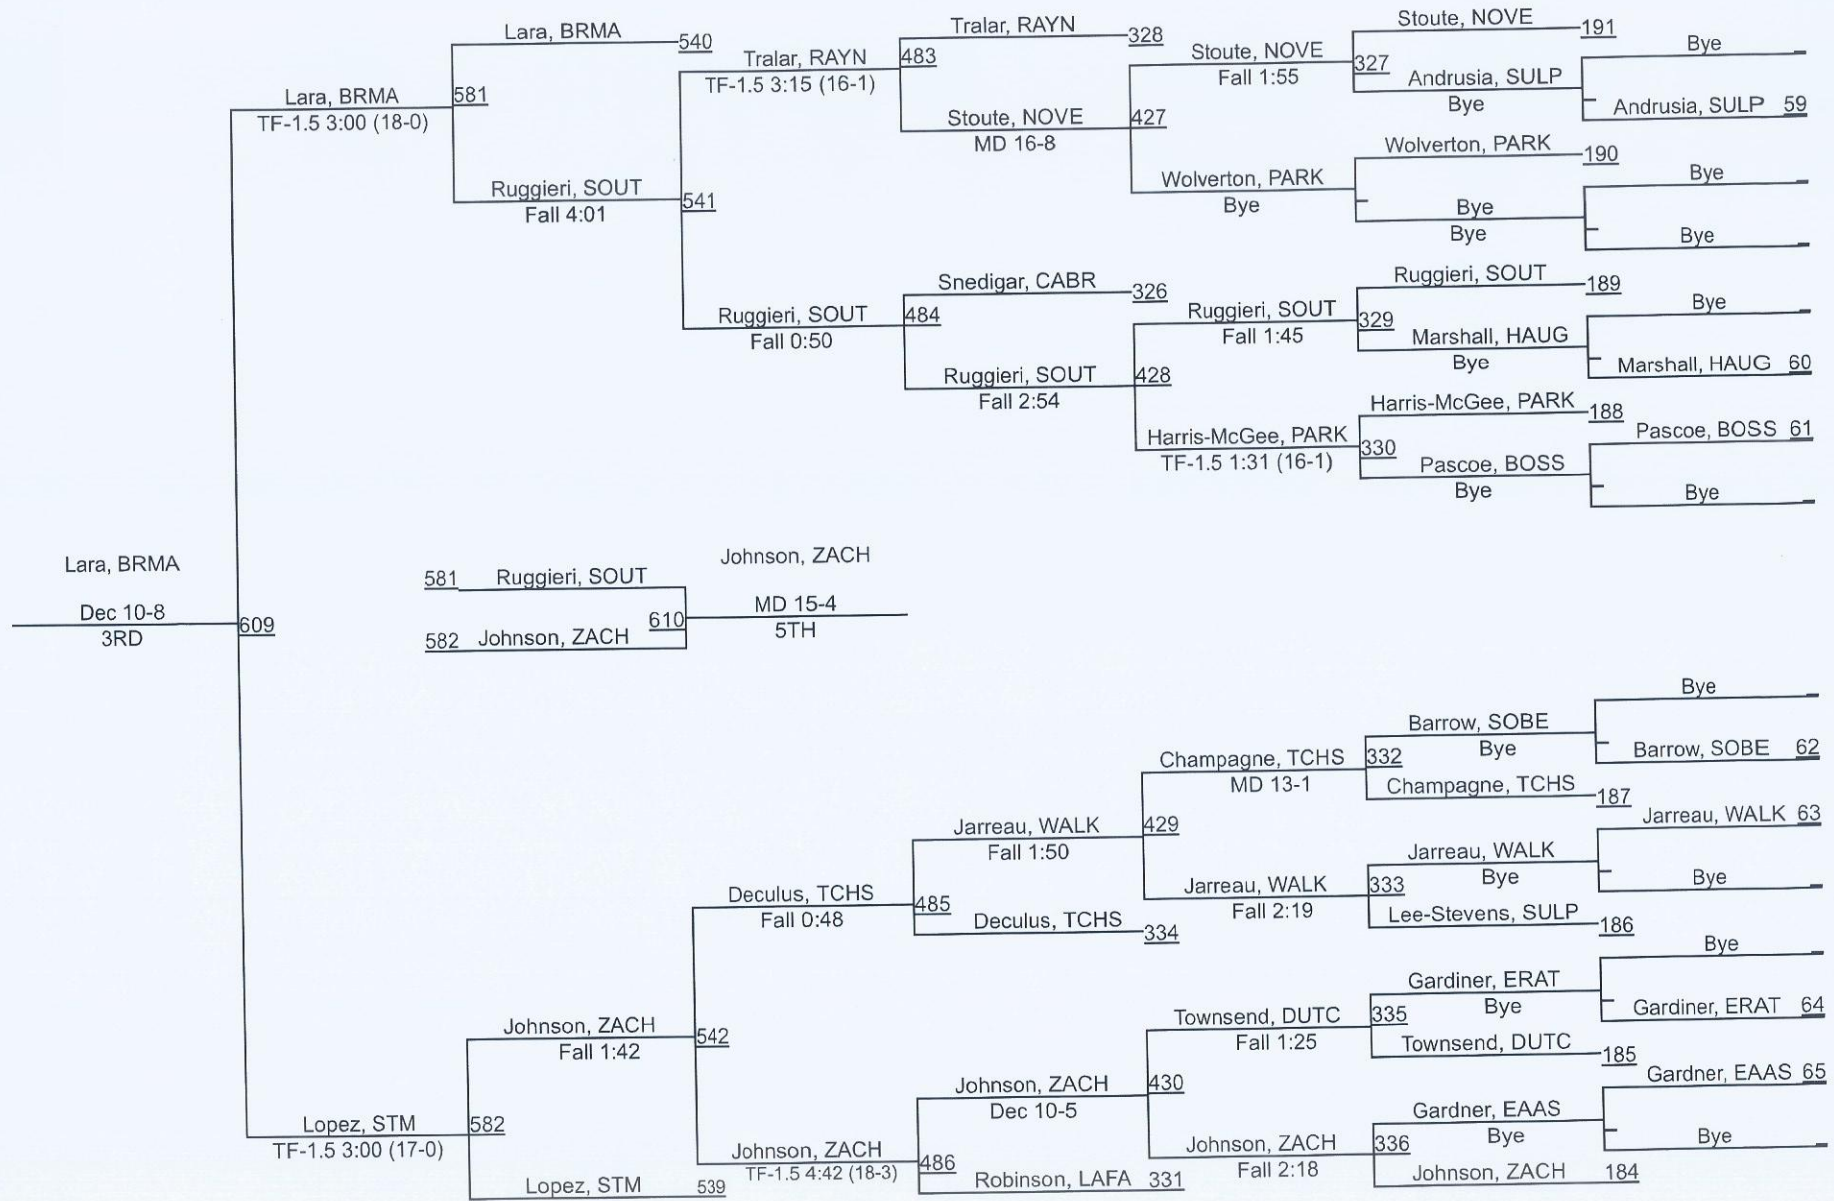 Stoute, NOVE 191
Lara, BRMA 540
Tralar, RAYN 328
Bye
Stoute, NOVE
Fall 1:55
327
483
Tralar, RAYN
TF-1.5 3:15 (16-1)
Andrusia, SULP
Bye
Andrusia, SULP 59
Lara, BRMA
TF-1.5 3:00 (18-0)
581
Stoute, NOVE
MD 16-8
427
Wolverton, PARK 190
Bye
Wolverton, PARK
Bye
Ruggieri, SOUT
Fall 4:01
541
Bye
Bye
Bye
Ruggieri, SOUT 189
Snedigar, CABR 326
Bye
Ruggieri, SOUT
Fall 1:45
329
Ruggieri, SOUT
Fall 0:50
484
Marshall, HAUG
Bye
Marshall, HAUG 60
Ruggieri, SOUT
Fall 2:54
428
Harris-McGee, PARK 188
Pascoe, BOSS 61
Harris-McGee, PARK
TF-1.5 1:31 (16-1)
330
Pascoe, BOSS
Bye
Bye
Lara, BRMA
Dec 10-8
3RD
609
581 Ruggieri, SOUT
582 Johnson, ZACH
610
Johnson, ZACH
MD 15-4
5TH
Bye
Barrow, SOBE
Bye
Barrow, SOBE 62
Champagne, TCHS
MD 13-1
332
Champagne, TCHS 187
Jarreau, WALK 63
Jarreau, WALK
Fall 1:50
429
Jarreau, WALK
Bye
Bye
Jarreau, WALK
Fall 2:19
333
Deculus, TCHS
Fall 0:48
485
Deculus, TCHS 334
Lee-Stevens, SULP 186
Bye
Gardiner, ERAT
Bye
Gardiner, ERAT 64
Townsend, DUTC
Fall 1:25
335
Johnson, ZACH
Fall 1:42
542
Townsend, DUTC 185
Gardner, EAAS 65
Johnson, ZACH
Dec 10-5
430
Gardner, EAAS
Bye
Bye
Lopez, STM
TF-1.5 3:00 (17-0)
582
Johnson, ZACH
Fall 2:18
336
Johnson, ZACH
TF-1.5 4:42 (18-3)
486
Robinson, LAFA 331
Johnson, ZACH 184
Lopez, STM 539